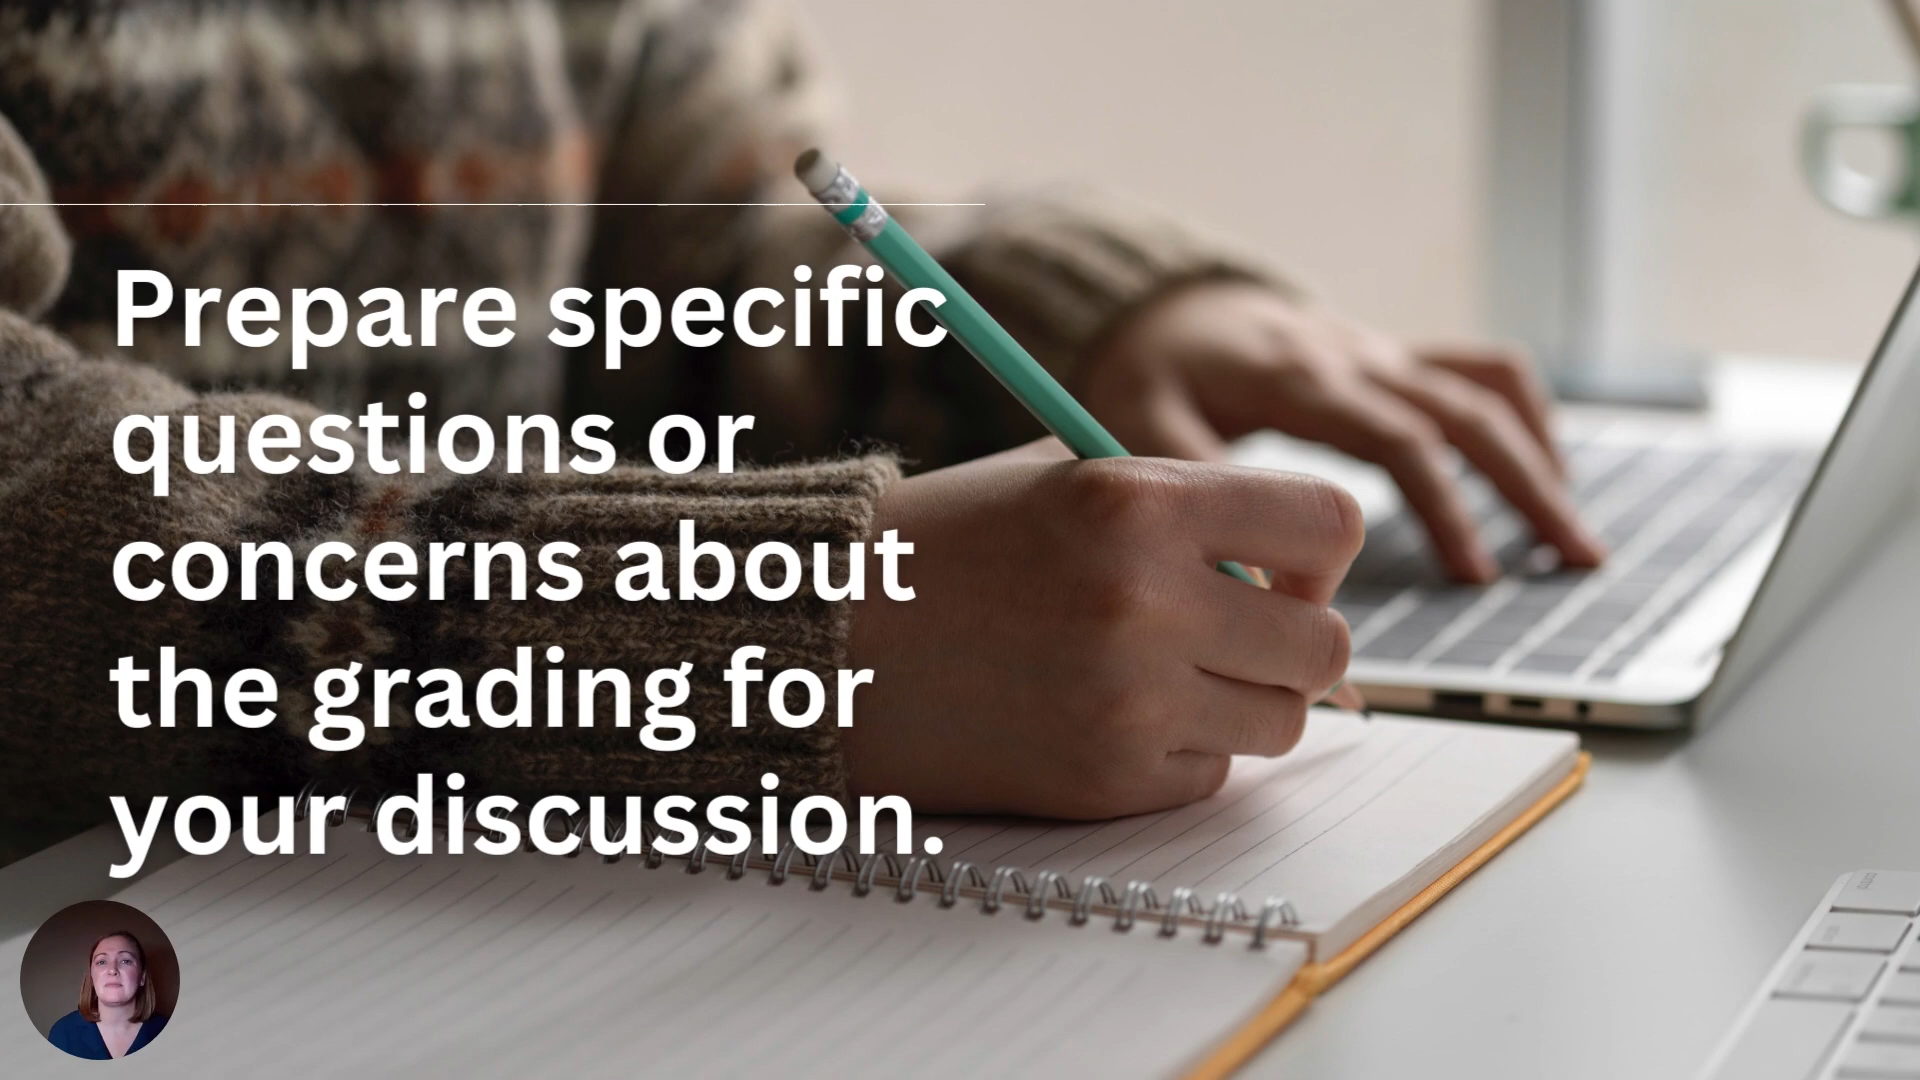 Prepare specific
questions or
concerns about
the grading for
your discussion.